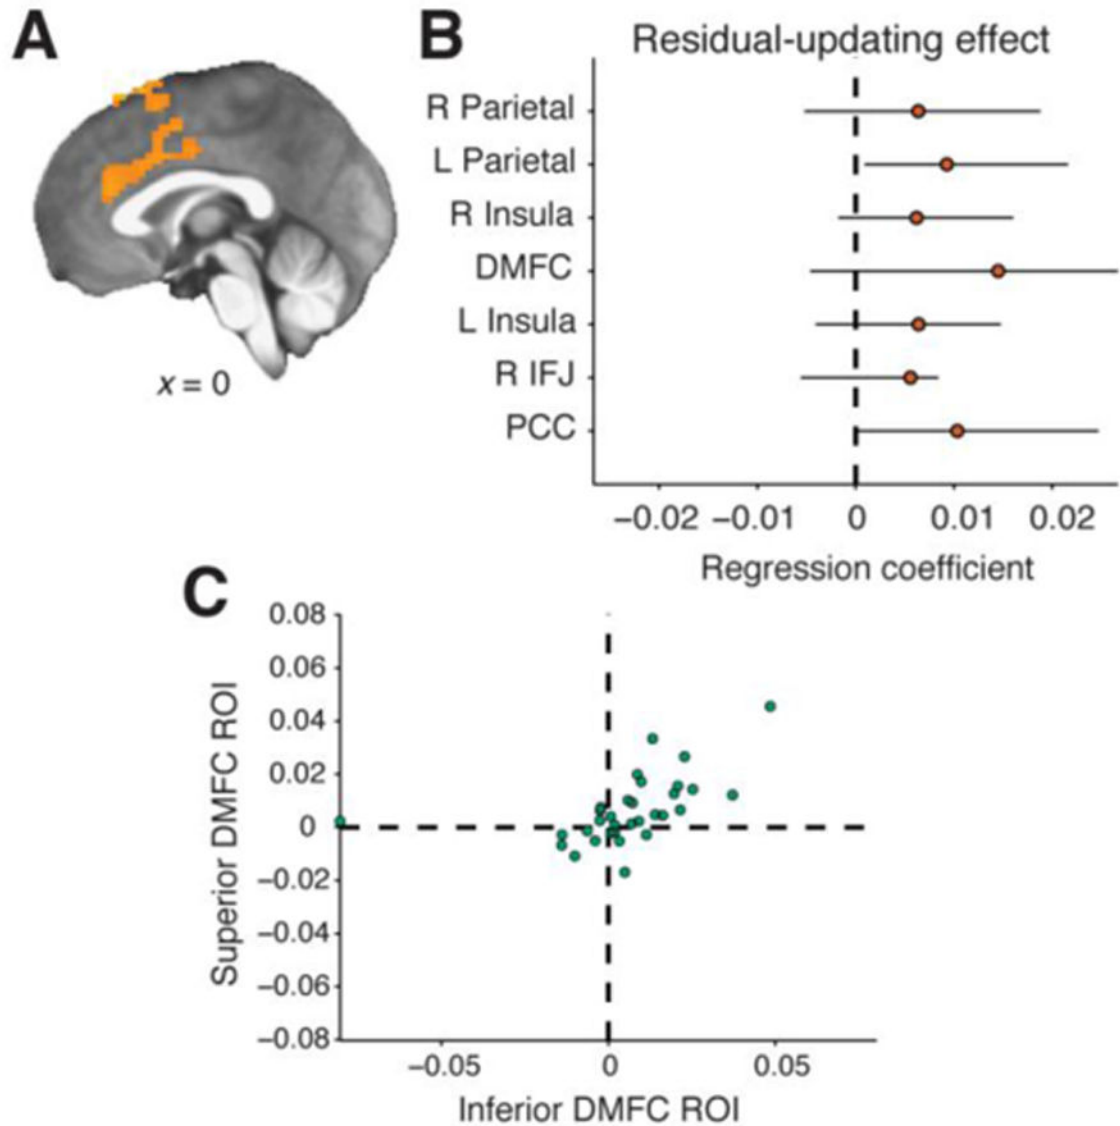 A
x = 0
B
Residual-updating effect
R Parietal
L Parietal
R Insula
DMFC
L Insula
R IFJ
PCC
−0.02 −0.01 0 0.01 0.02
Regression coefficient
C
Superior DMFC ROI
0.08
0.06
0.04
0.02
0
−0.02
−0.04
−0.06
−0.08
−0.05 0 0.05
Inferior DMFC ROI